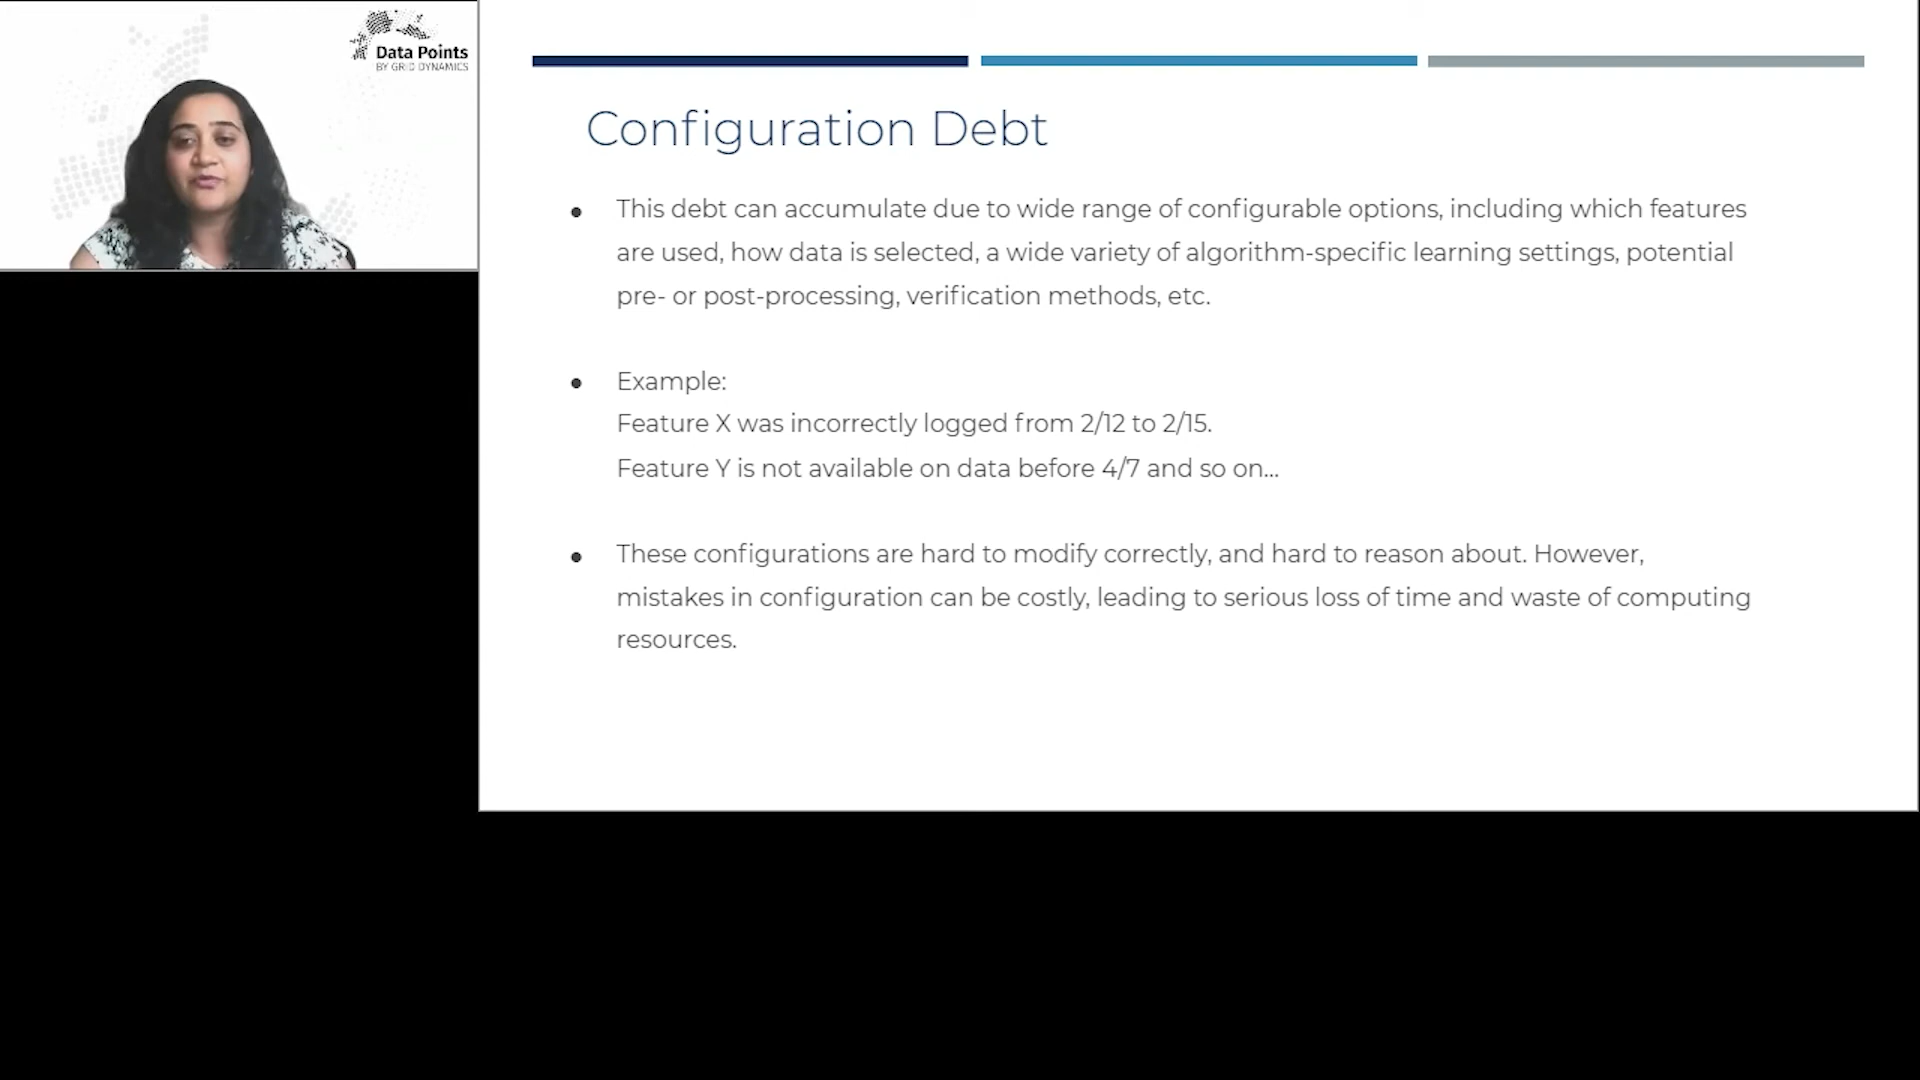 Data Points
BY GRID DYNAMICS
Configuration Debt
● This debt can accumulate due to wide range of configurable options, including which features
are used, how data is selected, a wide variety of algorithm-specific learning settings, potential
pre- or post-processing, verification methods, etc.
● Example:
Feature X was incorrectly logged from 2/12 to 2/15.
Feature Y is not available on data before 4/7 and so on...
● These configurations are hard to modify correctly, and hard to reason about. However,
mistakes in configuration can be costly, leading to serious loss of time and waste of computing
resources.